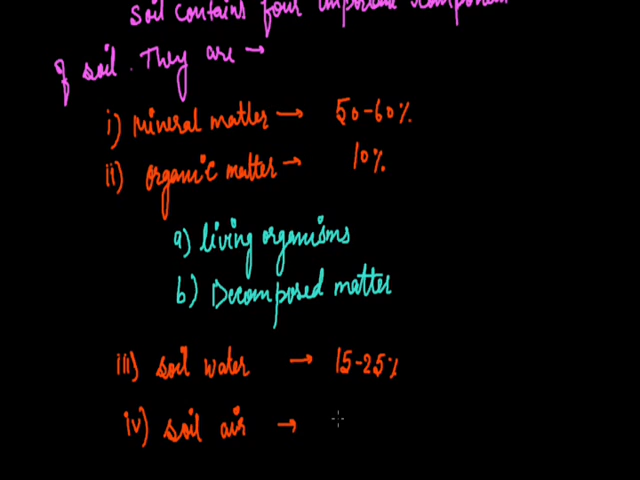 Soil contains four important component
of soil. They are →
i) Mineral matter → 50-60%
ii) organic matter → 10%
a) living organisms
b) Decomposed matter
iii) soil water → 15-25%
iv) soil air →